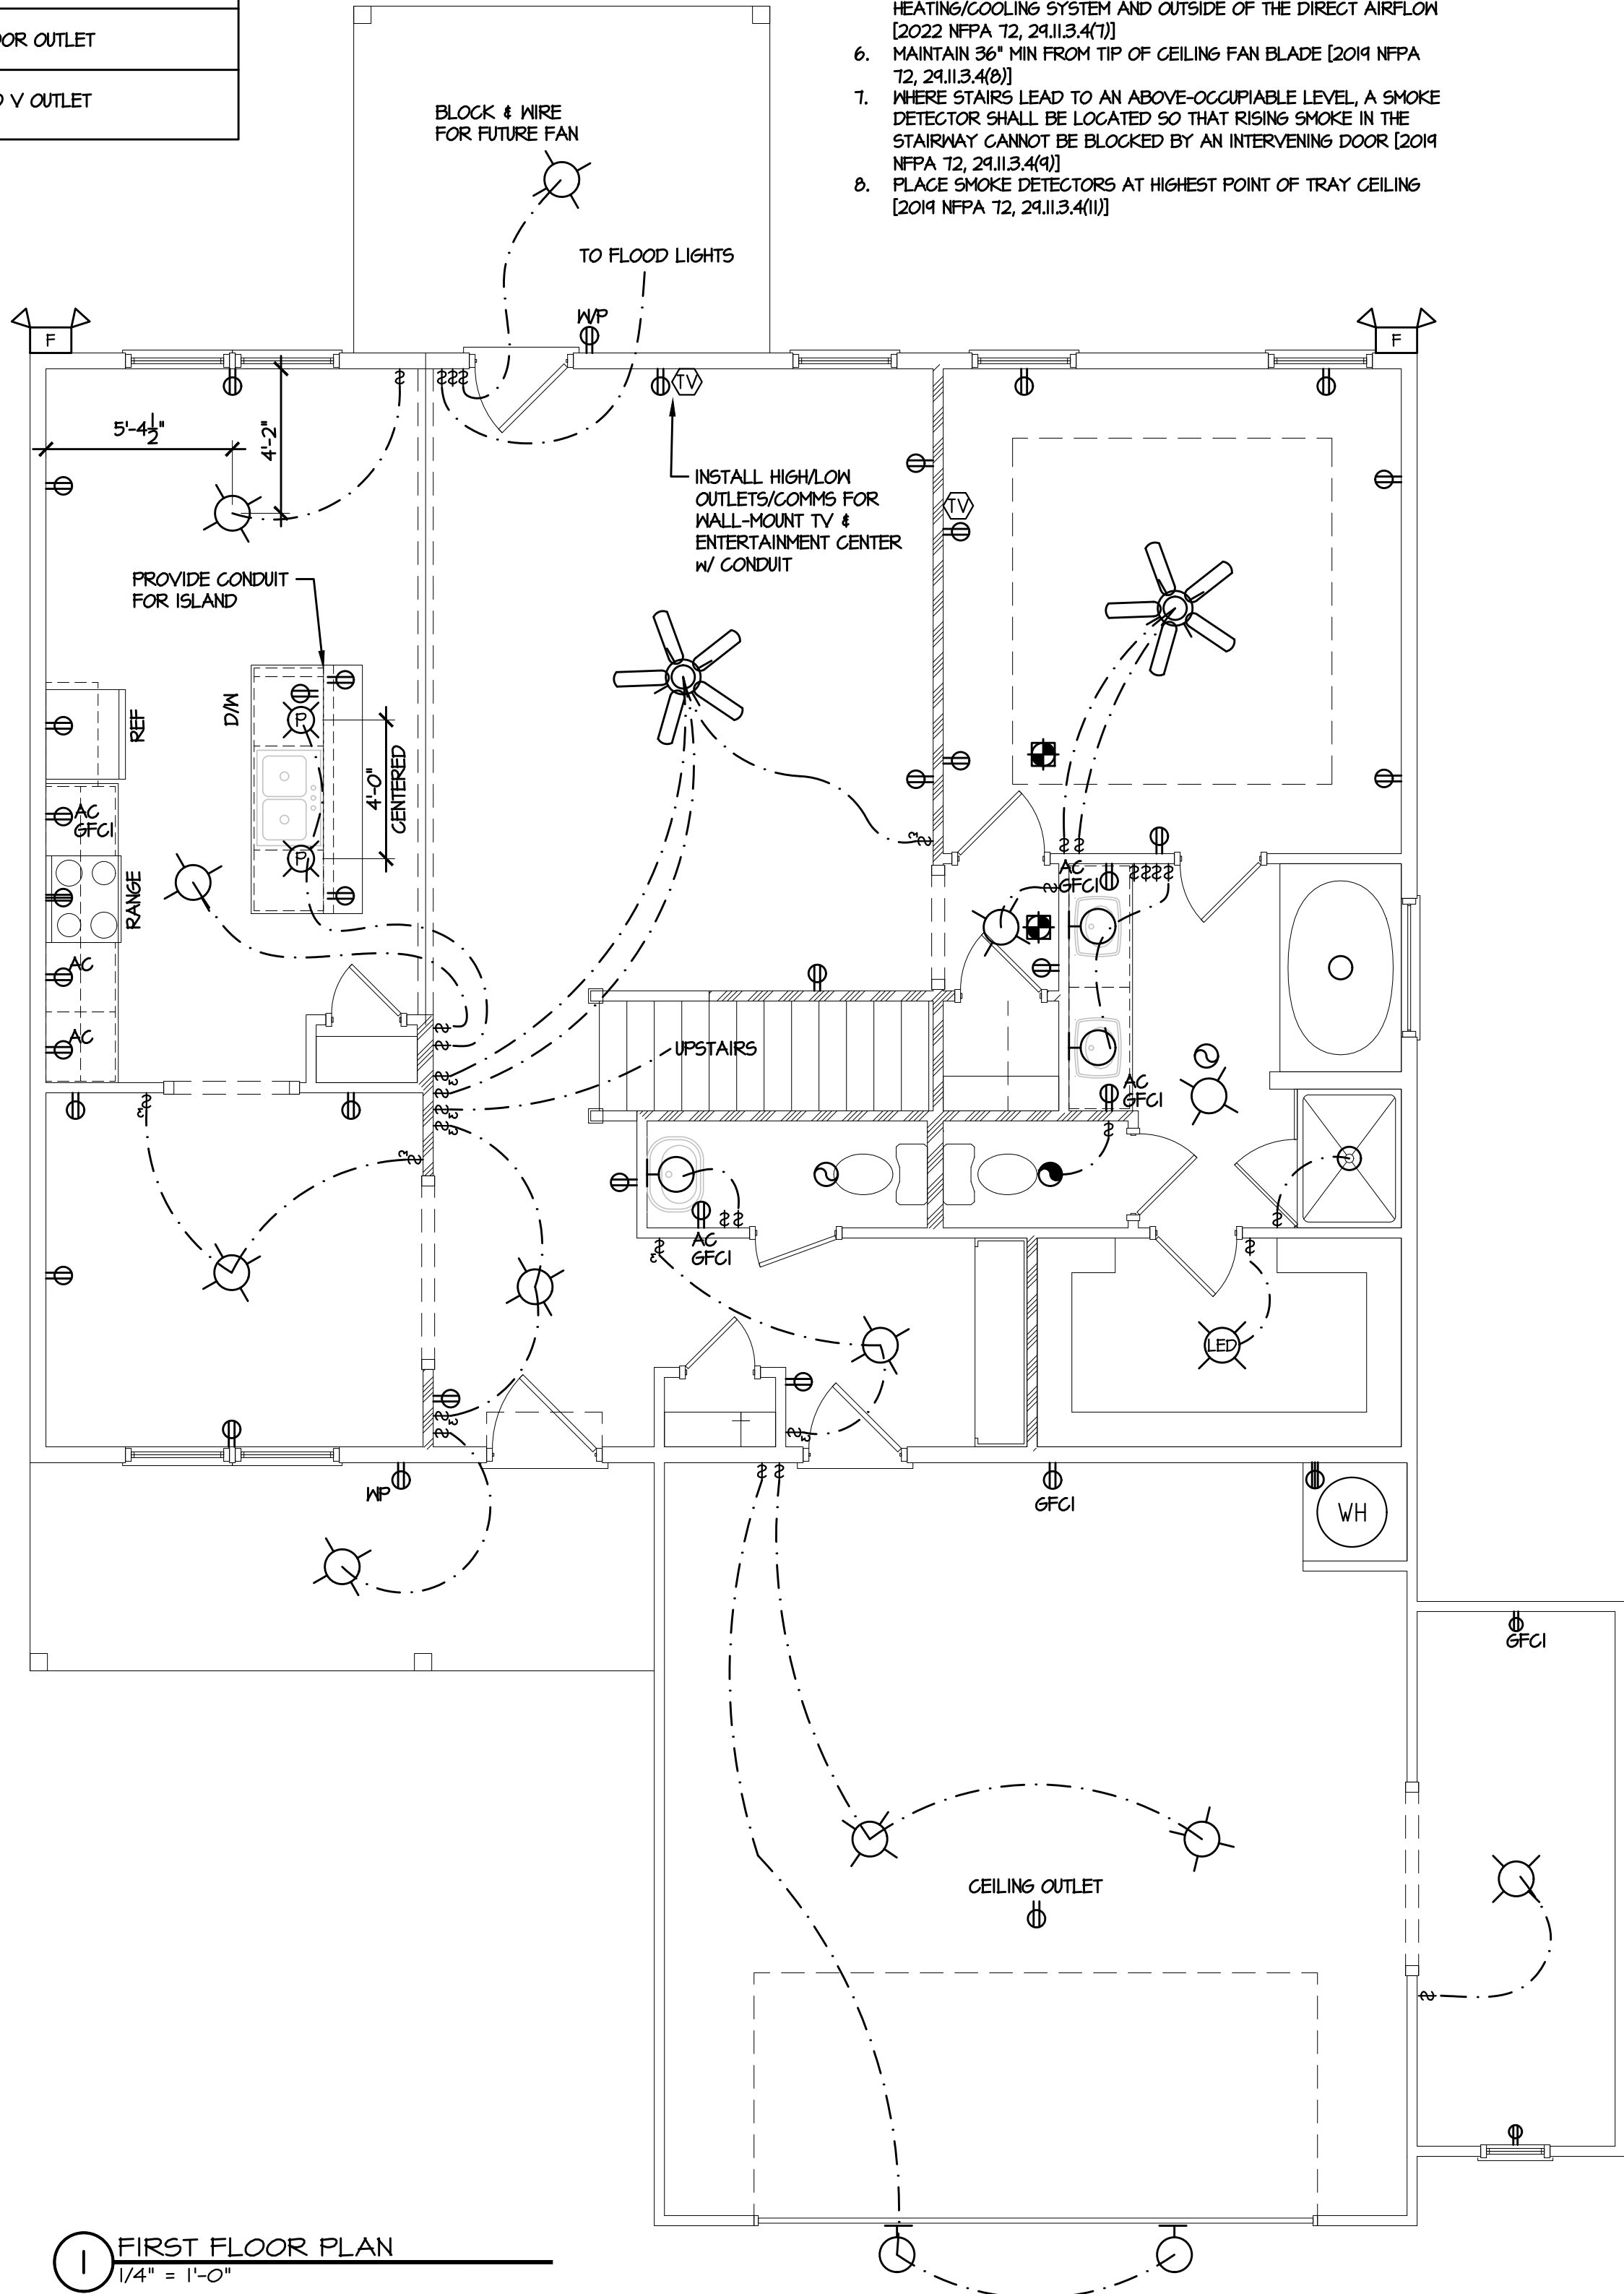 OR OUTLET
V OUTLET
HEATING/COOLING SYSTEM AND OUTSIDE OF THE DIRECT AIRFLOW
[2022 NFPA 72, 29.11.3.4(7)]
6. MAINTAIN 36" MIN FROM TIP OF CEILING FAN BLADE [2019 NFPA
72, 29.11.3.4(8)]
7. WHERE STAIRS LEAD TO AN ABOVE-OCCUPIABLE LEVEL, A SMOKE
DETECTOR SHALL BE LOCATED SO THAT RISING SMOKE IN THE
STAIRWAY CANNOT BE BLOCKED BY AN INTERVENING DOOR [2019
NFPA 72, 29.11.3.4(9)]
8. PLACE SMOKE DETECTORS AT HIGHEST POINT OF TRAY CEILING
[2019 NFPA 72, 29.11.3.4(11)]
BLOCK & WIRE
FOR FUTURE FAN
TO FLOOD LIGHTS
W/P
F
F
TV
5'-4 1/2"
4'-2"
INSTALL HIGH/LOW
OUTLETS/COMMS FOR
WALL-MOUNT TV &
ENTERTAINMENT CENTER
W/ CONDUIT
TV
PROVIDE CONDUIT
FOR ISLAND
REF
D/W
P
4'-0"
CENTERED
P
AC
GFCI
RANGE
AC
AC
AC
GFCI
UPSTAIRS
AC
GFCI
AC
GFCI
LED
WP
GFCI
WH
GFCI
CEILING OUTLET
1
FIRST FLOOR PLAN
1/4" = 1'-0"